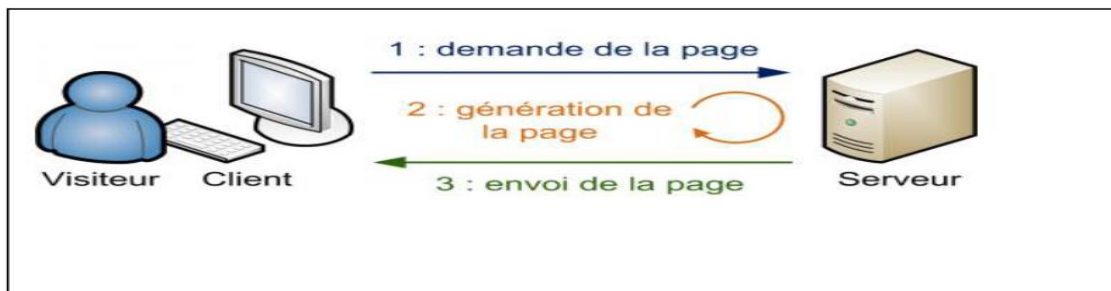 1 : demande de la page
2 : génération de
la page
3 : envoi de la page
Visiteur
Client
Serveur